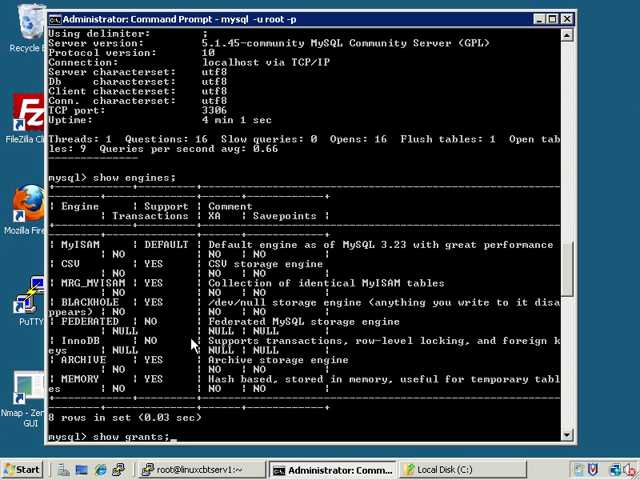 Administrator: Command Prompt - mysql -u root -p
Using delimiter: ;
Server version: 5.1.45-community MySQL Community Server (GPL)
Protocol version: 10
Connection: localhost via TCP/IP
Server characterset: utf8
Db characterset: utf8
Client characterset: utf8
Conn. characterset: utf8
TCP port: 3306
Uptime: 4 min 1 sec
Threads: 1 Questions: 16 Slow queries: 0 Opens: 16 Flush tables: 1 Open tab
les: 9 Queries per second avg: 0.66
--------------
mysql> show engines;
| Engine | Support | Comment
| Transactions | XA | Savepoints |
| MyISAM | DEFAULT | Default engine as of MySQL 3.23 with great performance
| NO | NO | NO |
| CSV | YES | CSV storage engine
| NO | NO | NO |
| MRG_MYISAM | YES | Collection of identical MyISAM tables
| NO | NO | NO |
| BLACKHOLE | YES | /dev/null storage engine (anything you write to it disa
ppears) | NO | NO | NO |
| FEDERATED | NO | Federated MySQL storage engine
| NULL | NULL | NULL |
| InnoDB | NO | Supports transactions, row-level locking, and foreign k
eys | NULL | NULL | NULL |
| ARCHIVE | YES | Archive storage engine
| NO | NO | NO |
| MEMORY | YES | Hash based, stored in memory, useful for temporary tabl
es | NO | NO | NO |
8 rows in set (0.03 sec)
mysql> show grants;_
Recycle
FileZilla Cli
Mozilla Fire
PuTTY
Nmap - Zen
GUI
Start
root@linuxcbtserv1:~
Administrator: Comm...
Local Disk (C:)